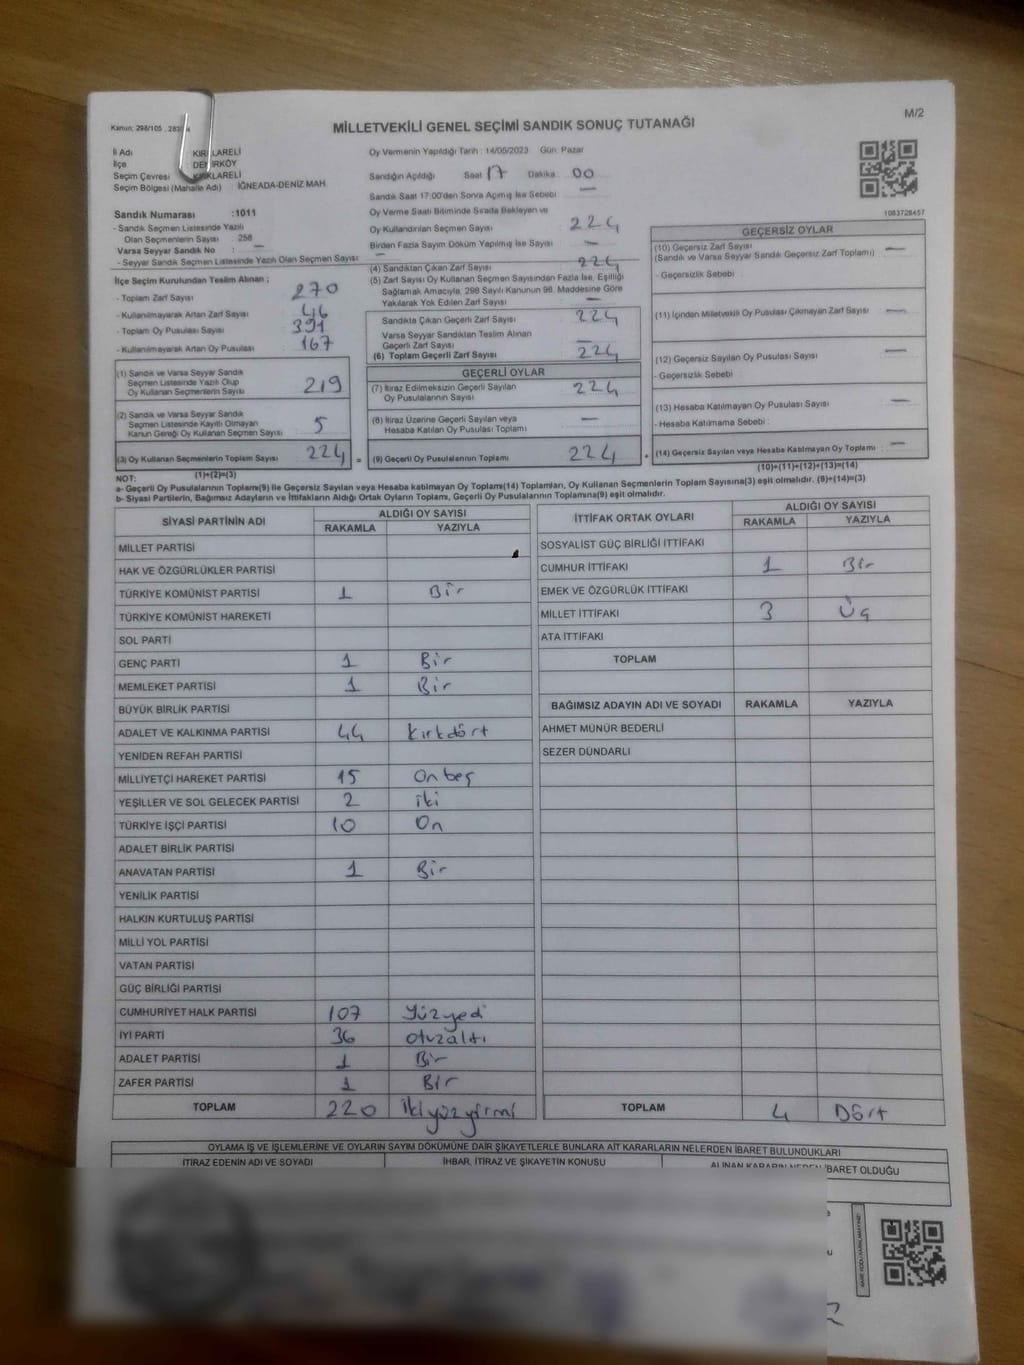 M/2
MİLLETVEKİLİ GENEL SEÇİMİ SANDIK SONUÇ TUTANAĞI
Kanun: 298/105
İl Adı : KIRKLARELİ
İlçe : DEMİRKÖY
Seçim Çevresi : KIRKLARELİ
Seçim Bölgesi (Mahalle Adı) : İĞNEADA-DENİZ MAH
Sandık Numarası :1011
- Sandık Seçmen Listesinde Yazılı
Olan Seçmenlerin Sayısı : 258
Varsa Seyyar Sandık No : —
- Seyyar Sandık Seçmen Listesinde Yazılı Olan Seçmen Sayısı : —
Oy Vermenin Yapıldığı Tarih : 14/05/2023 Gün: Pazar
Sandığın Açıldığı Saat 17 Dakika 00
Sandık Saat 17:00'den Sonra Açılmış İse Sebebi —
Oy Verme Saati Bitiminde Sırada Bekleyen ve
Oy Kullandırılan Seçmen Sayısı 224
Birden Fazla Sayım Döküm Yapılmış İse Sayısı —
(4) Sandıktan Çıkan Zarf Sayısı 224
(5) Zarf Sayısı Oy Kullanan Seçmen Sayısından Fazla İse, Eşitliği
Sağlamak Amacıyla, 298 Sayılı Kanunun 98. Maddesine Göre
Yakılarak Yok Edilen Zarf Sayısı —
1083728457
İlçe Seçim Kurulundan Teslim Alınan ;
- Toplam Zarf Sayısı 270
- Kullanılmayarak Artan Zarf Sayısı 46
- Toplam Oy Pusulası Sayısı 391
- Kullanılmayarak Artan Oy Pusulası 167
Sandıkta Çıkan Geçerli Zarf Sayısı 224
Varsa Seyyar Sandıktan Teslim Alınan
Geçerli Zarf Sayısı —
(6) Toplam Geçerli Zarf Sayısı 224
(1) Sandık ve Varsa Seyyar Sandık
Seçmen Listesinde Yazılı Olup
Oy Kullanan Seçmenlerin Sayısı 219
(2) Sandık ve Varsa Seyyar Sandık
Seçmen Listesinde Kayıtlı Olmayan
Kanun Gereği Oy Kullanan Seçmen Sayısı 5
(3) Oy Kullanan Seçmenlerin Toplam Sayısı 224
(1)+(2)=(3)
=
GEÇERLİ OYLAR
(7) İtiraz Edilmeksizin Geçerli Sayılan
Oy Pusulalarının Sayısı 224
(8) İtiraz Üzerine Geçerli Sayılan veya
Hesaba Katılan Oy Pusulası Toplamı —
(9) Geçerli Oy Pusulalarının Toplamı 224
+
GEÇERSİZ OYLAR
(10) Geçersiz Zarf Sayısı —
(Sandık ve Varsa Seyyar Sandık Geçersiz Zarf Toplamı)
- Geçersizlik Sebebi :
(11) İçinden Milletvekili Oy Pusulası Çıkmayan Zarf Sayısı —
(12) Geçersiz Sayılan Oy Pusulası Sayısı —
- Geçersizlik Sebebi :
(13) Hesaba Katılmayan Oy Pusulası Sayısı —
- Hesaba Katılmama Sebebi :
(14) Geçersiz Sayılan veya Hesaba Katılmayan Oy Toplamı —
(10)+(11)+(12)+(13)=(14)
NOT:
a- Geçerli Oy Pusulalarının Toplamı(9) ile Geçersiz Sayılan veya Hesaba katılmayan Oy Toplamı(14) Toplamları, Oy Kullanan Seçmenlerin Toplam Sayısına(3) eşit olmalıdır. (9)+(14)=(3)
b- Siyasi Partilerin, Bağımsız Adayların ve İttifakların Aldığı Ortak Oyların Toplamı, Geçerli Oy Pusulalarının Toplamına(9) eşit olmalıdır.
SİYASİ PARTİNİN ADI ALDIĞI OY SAYISI
RAKAMLA YAZIYLA
MİLLET PARTİSİ
HAK VE ÖZGÜRLÜKLER PARTİSİ
TÜRKİYE KOMÜNİST PARTİSİ 1 Bir
TÜRKİYE KOMÜNİST HAREKETİ
SOL PARTİ
GENÇ PARTİ 1 Bir
MEMLEKET PARTİSİ 1 Bir
BÜYÜK BİRLİK PARTİSİ
ADALET VE KALKINMA PARTİSİ 44 Kırkdört
YENİDEN REFAH PARTİSİ
MİLLİYETÇİ HAREKET PARTİSİ 15 Onbeş
YEŞİLLER VE SOL GELECEK PARTİSİ 2 iki
TÜRKİYE İŞÇİ PARTİSİ 10 On
ADALET BİRLİK PARTİSİ
ANAVATAN PARTİSİ 1 Bir
YENİLİK PARTİSİ
HALKIN KURTULUŞ PARTİSİ
MİLLİ YOL PARTİSİ
VATAN PARTİSİ
GÜÇ BİRLİĞİ PARTİSİ
CUMHURİYET HALK PARTİSİ 107 Yüzyedi
İYİ PARTİ 36 otuzaltı
ADALET PARTİSİ 1 Bir
ZAFER PARTİSİ 1 Bir
TOPLAM 220 İkiyüzyirmi
İTTİFAK ORTAK OYLARI ALDIĞI OY SAYISI
RAKAMLA YAZIYLA
SOSYALİST GÜÇ BİRLİĞİ İTTİFAKI
CUMHUR İTTİFAKI 1 Bir
EMEK VE ÖZGÜRLÜK İTTİFAKI
MİLLET İTTİFAKI 3 Üç
ATA İTTİFAKI
TOPLAM
BAĞIMSIZ ADAYIN ADI VE SOYADI RAKAMLA YAZIYLA
AHMET MÜNÜR BEDERLİ
SEZER DÜNDARLI
TOPLAM 4 Dört
OYLAMA İŞ VE İŞLEMLERİNE VE OYLARIN SAYIM DÖKÜMÜNE DAİR ŞİKAYETLERLE BUNLARA AİT KARARLARIN NELERDEN İBARET BULUNDUKLARI
İTİRAZ EDENİN ADI VE SOYADI İHBAR, İTİRAZ VE ŞİKAYETİN KONUSU ALINAN KARARIN NEDEN İBARET OLDUĞU